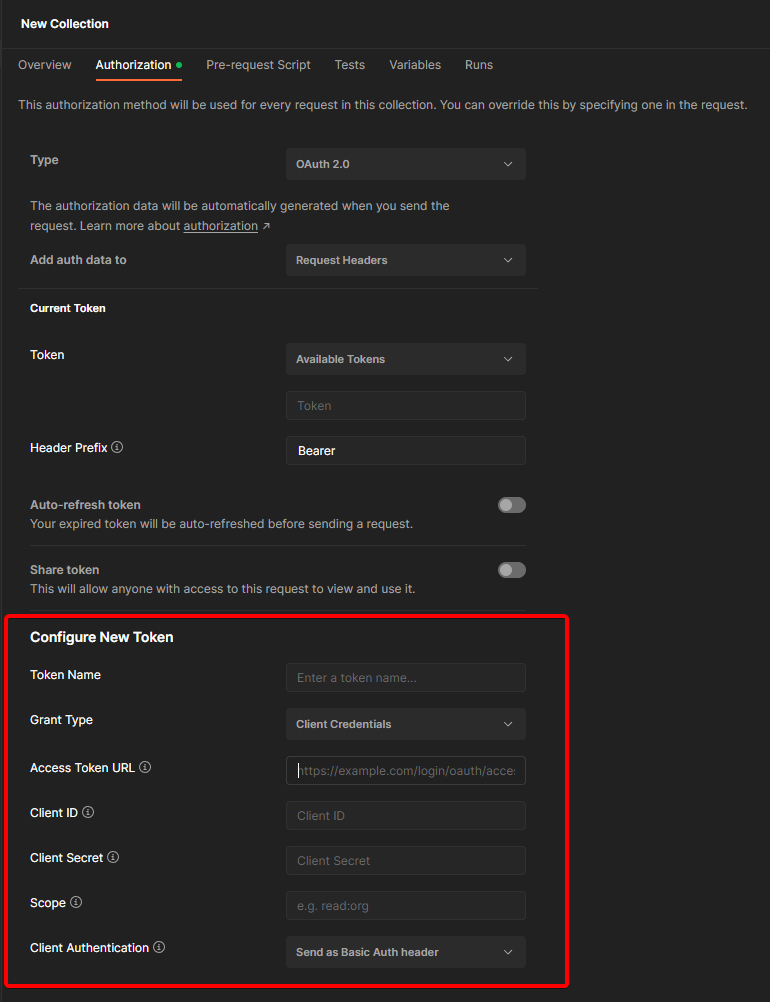 New Collection
Overview Authorization Pre-request Script Tests Variables Runs
This authorization method will be used for every request in this collection. You can override this by specifying one in the request.
Type OAuth 2.0
The authorization data will be automatically generated when you send the
request. Learn more about authorization ↗
Add auth data to Request Headers
Current Token
Token Available Tokens
Token
Header Prefix Bearer
Auto-refresh token
Your expired token will be auto-refreshed before sending a request.
Share token
This will allow anyone with access to this request to view and use it.
Configure New Token
Token Name Enter a token name...
Grant Type Client Credentials
Access Token URL https://example.com/login/oauth/acces
Client ID Client ID
Client Secret Client Secret
Scope e.g. read:org
Client Authentication Send as Basic Auth header